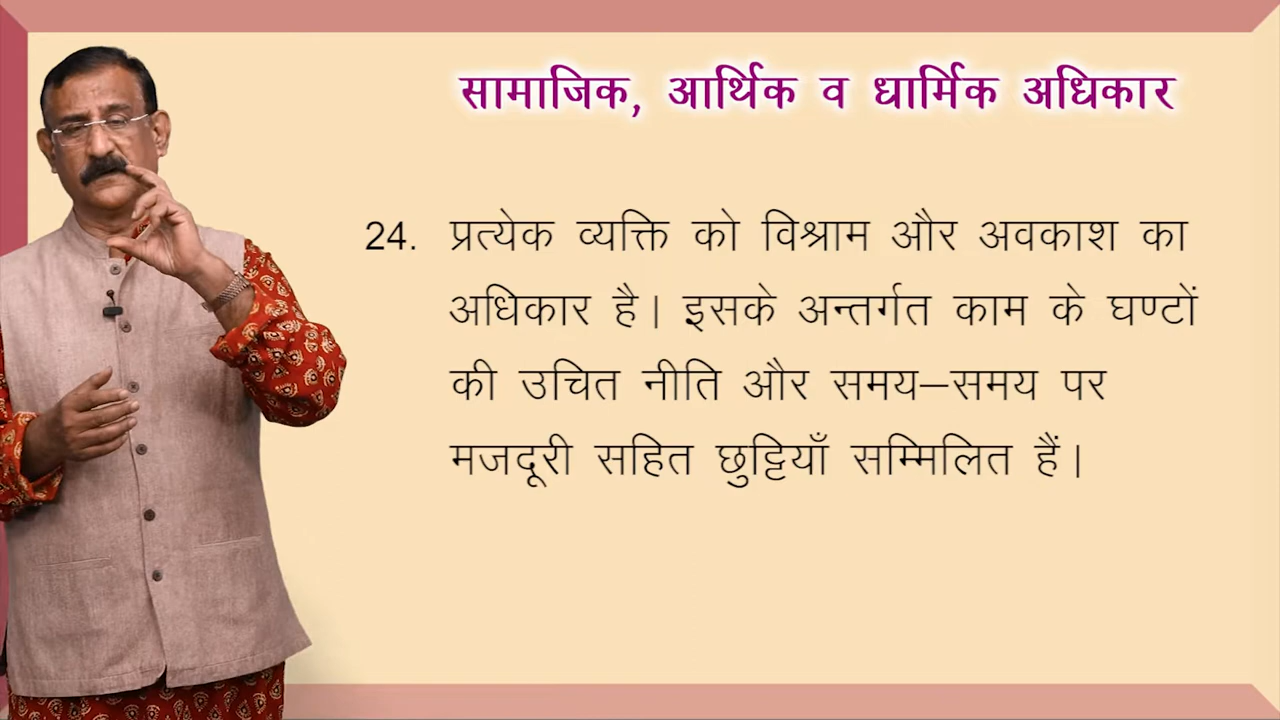 सामाजिक, आर्थिक व धार्मिक अधिकार
24. प्रत्येक व्यक्ति को विश्राम और अवकाश का
अधिकार है। इसके अन्तर्गत काम के घण्टों
की उचित नीति और समय–समय पर
मजदूरी सहित छुट्टियाँ सम्मिलित हैं।